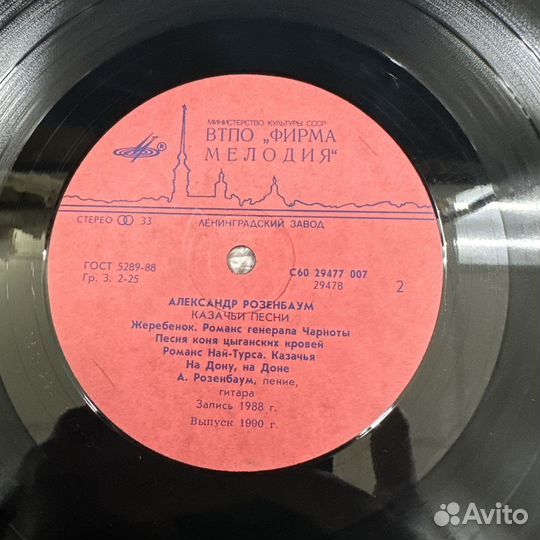 МИНИСТЕРСТВО КУЛЬТУРЫ СССР
ВТПО „ФИРМА
МЕЛОДИЯ“
®
СТЕРЕО 33
ЛЕНИНГРАДСКИЙ ЗАВОД
ГОСТ 5289-88
Гр. 3. 2-25
С60 29477 007
29478
2
АЛЕКСАНДР РОЗЕНБАУМ
КАЗАЧЬИ ПЕСНИ
Жеребенок. Романс генерала Чарноты
Песня коня цыганских кровей
Романс Най-Турса. Казачья
На Дону, на Доне
А. Розенбаум, пение,
гитара
Запись 1988 г.
Выпуск 1990 г.
Avito